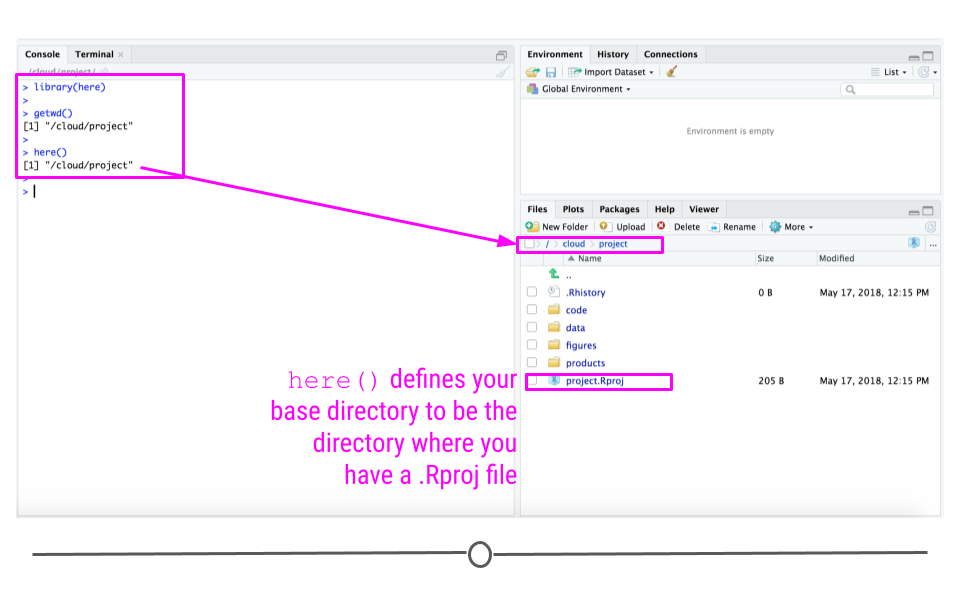 Console Terminal
/cloud/project/
> library(here)
>
> getwd()
[1] "/cloud/project"
>
> here()
[1] "/cloud/project"
>
>
Environment History Connections
Import Dataset
List
Global Environment
Environment is empty
Files Plots Packages Help Viewer
New Folder Upload Delete Rename More
/ cloud project
...
Name Size Modified
..
.Rhistory 0 B May 17, 2018, 12:15 PM
code
data
figures
products
project.Rproj 205 B May 17, 2018, 12:15 PM
here() defines your
base directory to be the
directory where you
have a .Rproj file